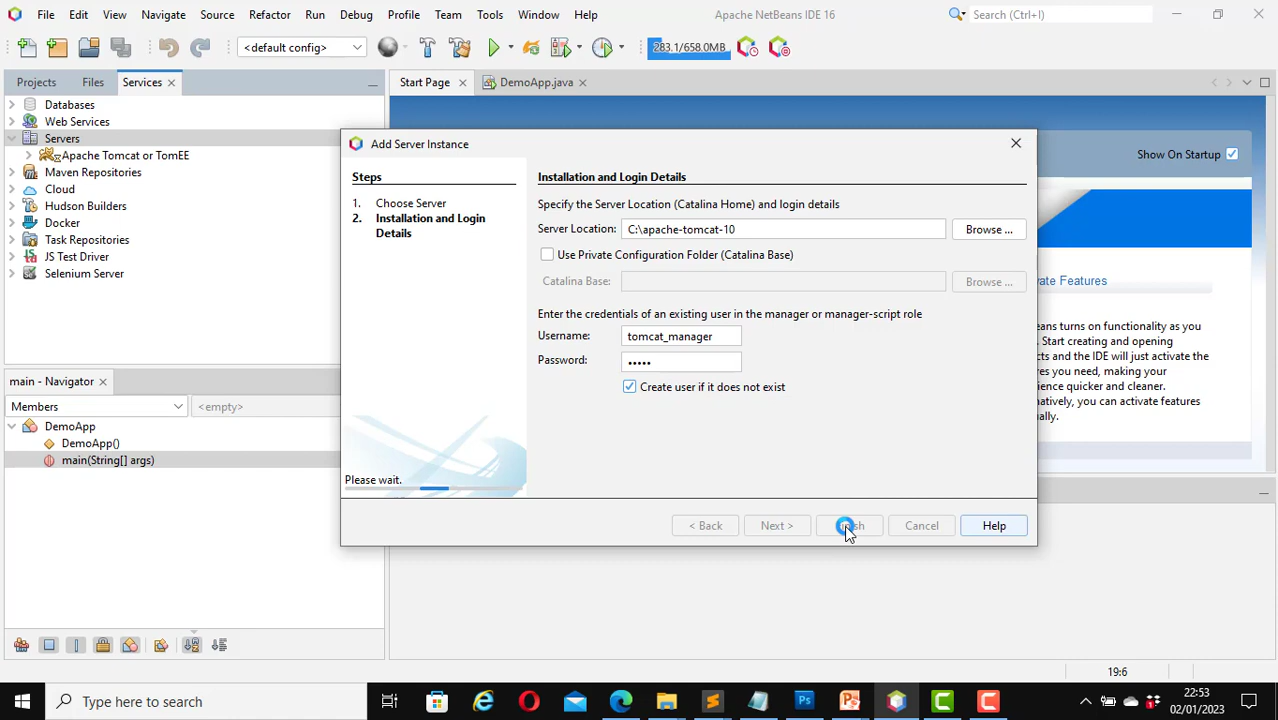 File Edit View Navigate Source Refactor Run Debug Profile Team Tools Window Help
Apache NetBeans IDE 16
Search (Ctrl+I)
<default config>
283.1/658.0MB
Projects Files Services
Start Page DemoApp.java
Databases
Web Services
Servers
Apache Tomcat or TomEE
Maven Repositories
Cloud
Hudson Builders
Docker
Task Repositories
JS Test Driver
Selenium Server
Show On Startup
main - Navigator
Members
<empty>
DemoApp
DemoApp()
main(String[] args)
Add Server Instance
Steps
1. Choose Server
2. Installation and Login
Details
Please wait.
Installation and Login Details
Specify the Server Location (Catalina Home) and login details
Server Location: C:\apache-tomcat-10 Browse ...
Use Private Configuration Folder (Catalina Base)
Catalina Base: Browse ...
Enter the credentials of an existing user in the manager or manager-script role
Username: tomcat_manager
Password: •••••
Create user if it does not exist
< Back Next > Cancel Help
Features
turns on functionality as you
Start creating and opening
and the IDE will just activate the
you need, making your
quicker and cleaner.
you can activate features
19:6
Type here to search
Ps
22:53
02/01/2023